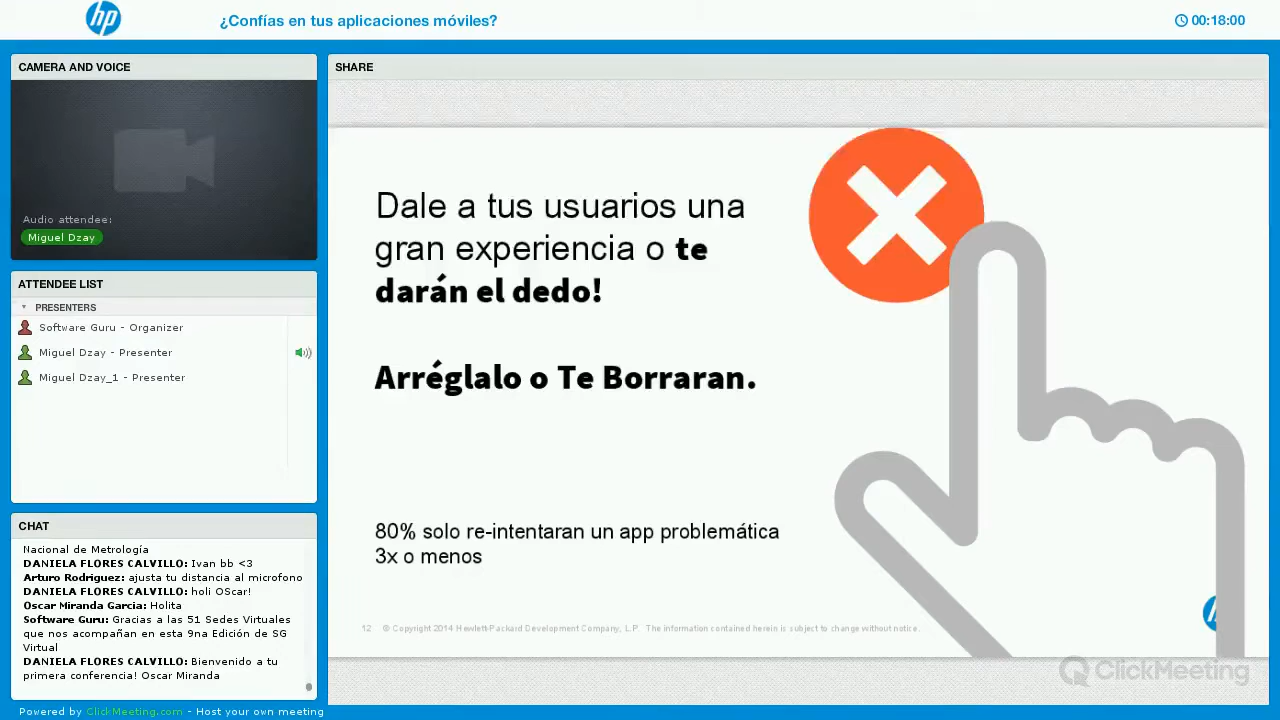 hp
¿Confías en tus aplicaciones móviles?
00:18:00
CAMERA AND VOICE
Audio attendee:
Miguel Dzay
ATTENDEE LIST
PRESENTERS
Software Guru - Organizer
Miguel Dzay - Presenter
Miguel Dzay_1 - Presenter
CHAT
Nacional de Metrología
DANIELA FLORES CALVILLO: Ivan bb <3
Arturo Rodriguez: ajusta tu distancia al microfono
DANIELA FLORES CALVILLO: holi OScar!
Oscar Miranda Garcia: Holita
Software Guru: Gracias a las 51 Sedes Virtuales
que nos acompañan en esta 9na Edición de SG
Virtual
DANIELA FLORES CALVILLO: Bienvenido a tu
primera conferencia! Oscar Miranda
SHARE
Dale a tus usuarios una
gran experiencia o te
darán el dedo!
Arréglalo o Te Borraran.
80% solo re-intentaran un app problemática
3x o menos
12 © Copyright 2014 Hewlett-Packard Development Company, L.P. The information contained herein is subject to change without notice.
ClickMeeting
Powered by ClickMeeting.com - Host your own meeting